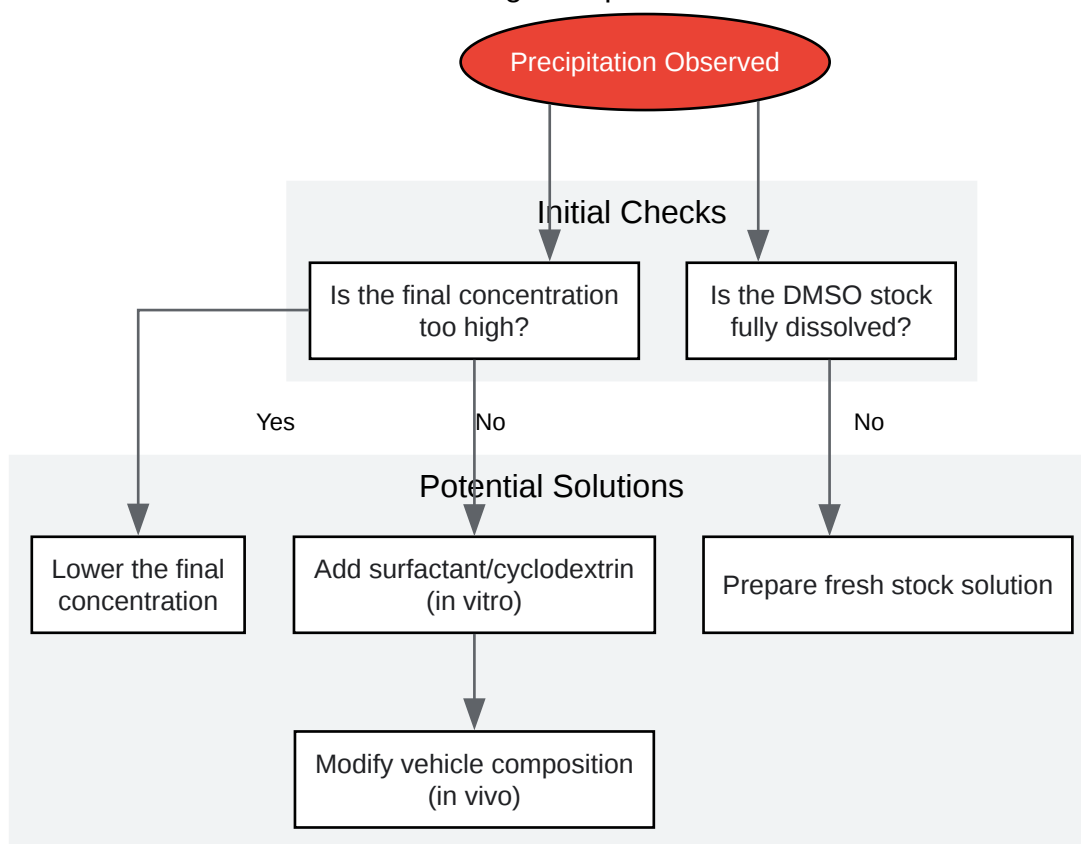 Precipitation Observed
Initial Checks
Is the final concentration
too high?
Is the DMSO stock
fully dissolved?
Yes
No
No
Potential Solutions
Lower the final
concentration
Add surfactant/cyclodextrin
(in vitro)
Prepare fresh stock solution
Modify vehicle composition
(in vivo)